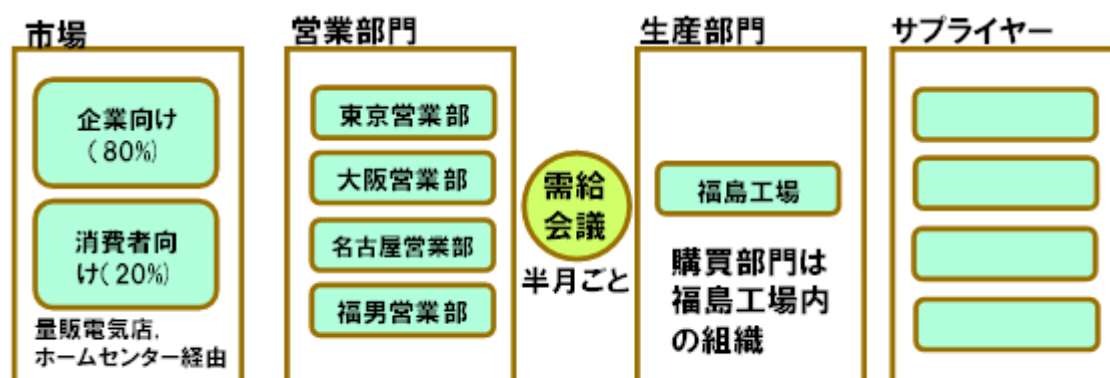 市場
企業向け
(80%)
消費者向
け(20%)
量販電気店,
ホームセンター経由
営業部門
東京営業部
大阪営業部
名古屋営業部
福男営業部
需給
会議
半月ごと
生産部門
福島工場
購買部門は
福島工場内
の組織
サプライヤー